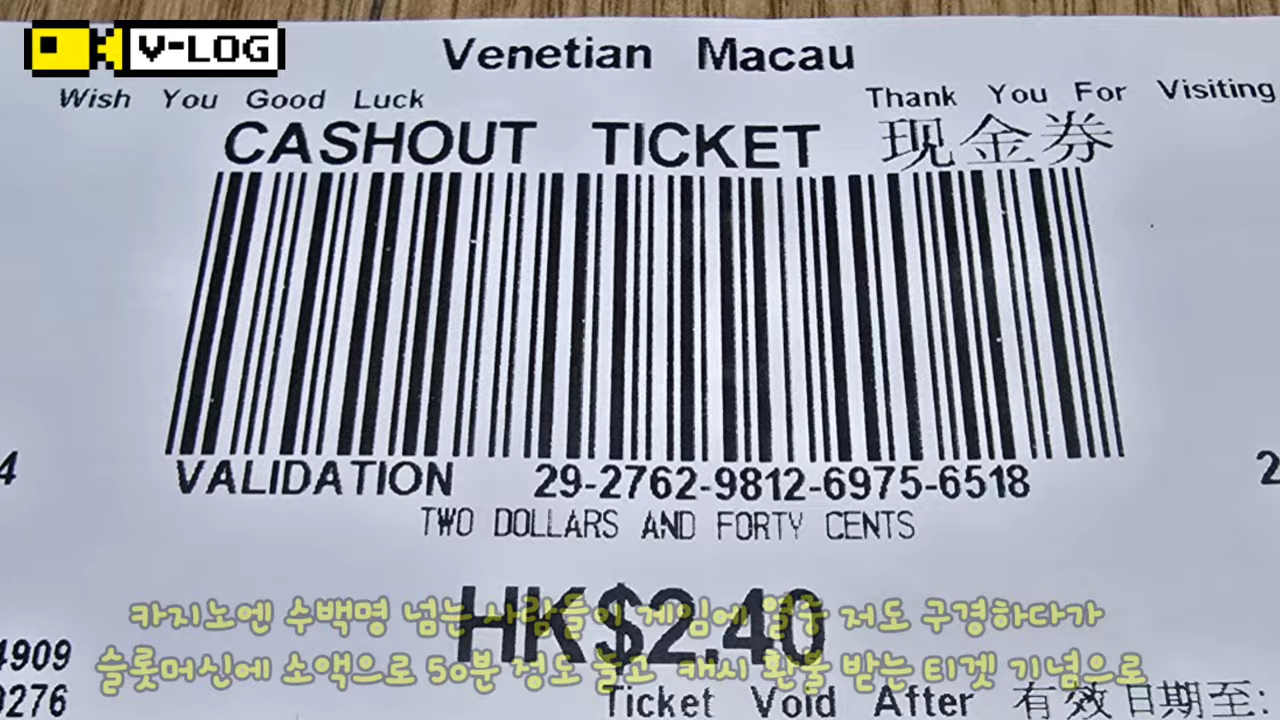 V-LOG
Venetian Macau
Wish You Good Luck
Thank You For Visiting
CASHOUT TICKET 现金券
4
VALIDATION 29-2762-9812-6975-6518
2
TWO DOLLARS AND FORTY CENTS
HK$2.40
카지노엔 수백명 넘는 사람들이 게임에 열중 저도 구경하다가
4909
슬롯머신에 소액으로 50분 정도 놀고 캐시 환불 받는 티겟 기념으로
0276
Ticket Void After 有效日期至: